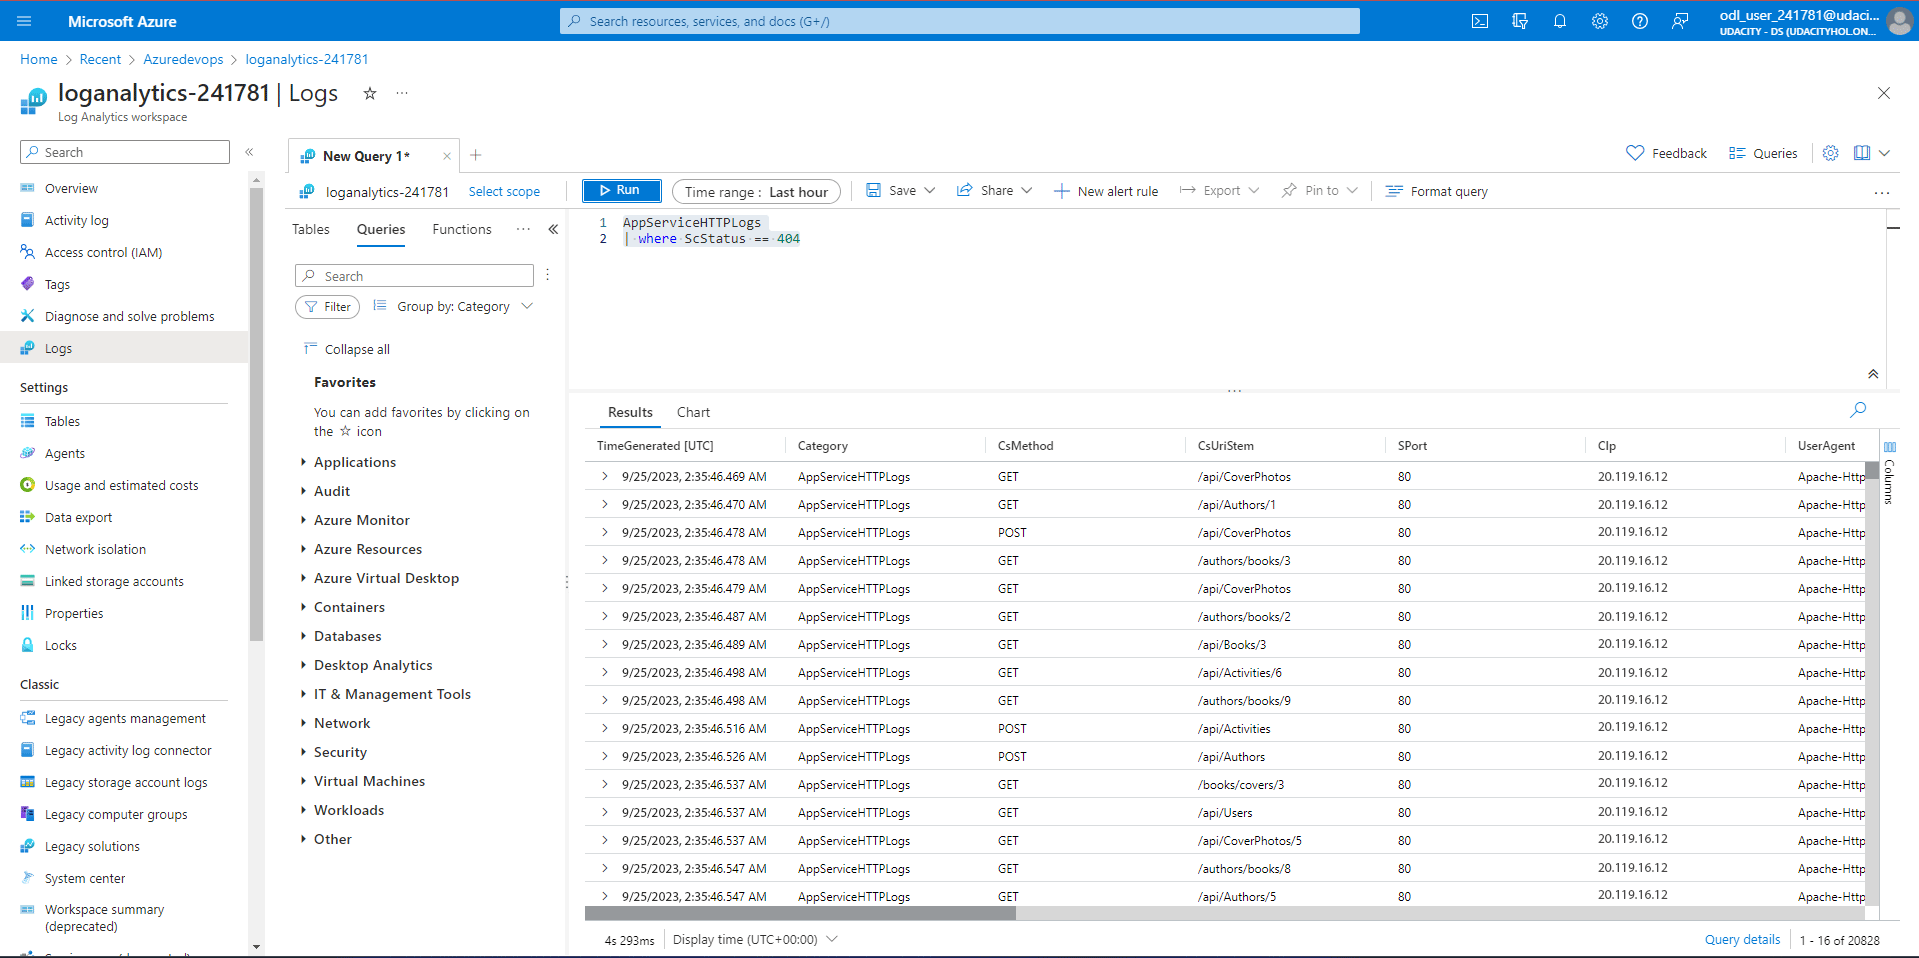 Microsoft Azure
Search resources, services, and docs (G+/)
odl_user_241781@udaci...
UDACITY - DS (UDACITYHOL.ON...
Home > Recent > Azuredevops > loganalytics-241781
loganalytics-241781 | Logs
Log Analytics workspace
Search
Overview
Activity log
Access control (IAM)
Tags
Diagnose and solve problems
Logs
Settings
Tables
Agents
Usage and estimated costs
Data export
Network isolation
Linked storage accounts
Properties
Locks
Classic
Legacy agents management
Legacy activity log connector
Legacy storage account logs
Legacy computer groups
Legacy solutions
System center
Workspace summary
(deprecated)
New Query 1*
Feedback Queries
loganalytics-241781 Select scope Run Time range : Last hour Save Share New alert rule Export Pin to Format query
Tables Queries Functions
Search
Filter Group by: Category
Collapse all
Favorites
You can add favorites by clicking on
the ☆ icon
Applications
Audit
Azure Monitor
Azure Resources
Azure Virtual Desktop
Containers
Databases
Desktop Analytics
IT & Management Tools
Network
Security
Virtual Machines
Workloads
Other
1 AppServiceHTTPLogs
2 | where ScStatus == 404
Results Chart
TimeGenerated [UTC] Category CsMethod CsUriStem SPort CIp UserAgent
9/25/2023, 2:35:46.469 AM AppServiceHTTPLogs GET /api/CoverPhotos 80 20.119.16.12 Apache-Http
9/25/2023, 2:35:46.470 AM AppServiceHTTPLogs GET /api/Authors/1 80 20.119.16.12 Apache-Http
9/25/2023, 2:35:46.478 AM AppServiceHTTPLogs POST /api/CoverPhotos 80 20.119.16.12 Apache-Http
9/25/2023, 2:35:46.478 AM AppServiceHTTPLogs GET /authors/books/3 80 20.119.16.12 Apache-Http
9/25/2023, 2:35:46.479 AM AppServiceHTTPLogs GET /api/CoverPhotos 80 20.119.16.12 Apache-Http
9/25/2023, 2:35:46.487 AM AppServiceHTTPLogs GET /authors/books/2 80 20.119.16.12 Apache-Http
9/25/2023, 2:35:46.489 AM AppServiceHTTPLogs GET /api/Books/3 80 20.119.16.12 Apache-Http
9/25/2023, 2:35:46.498 AM AppServiceHTTPLogs GET /api/Activities/6 80 20.119.16.12 Apache-Http
9/25/2023, 2:35:46.498 AM AppServiceHTTPLogs GET /authors/books/9 80 20.119.16.12 Apache-Http
9/25/2023, 2:35:46.516 AM AppServiceHTTPLogs POST /api/Activities 80 20.119.16.12 Apache-Http
9/25/2023, 2:35:46.526 AM AppServiceHTTPLogs POST /api/Authors 80 20.119.16.12 Apache-Http
9/25/2023, 2:35:46.537 AM AppServiceHTTPLogs GET /books/covers/3 80 20.119.16.12 Apache-Http
9/25/2023, 2:35:46.537 AM AppServiceHTTPLogs GET /api/Users 80 20.119.16.12 Apache-Http
9/25/2023, 2:35:46.537 AM AppServiceHTTPLogs GET /api/CoverPhotos/5 80 20.119.16.12 Apache-Http
9/25/2023, 2:35:46.547 AM AppServiceHTTPLogs GET /authors/books/8 80 20.119.16.12 Apache-Http
9/25/2023, 2:35:46.547 AM AppServiceHTTPLogs GET /api/Authors/5 80 20.119.16.12 Apache-Http
Columns
4s 293ms Display time (UTC+00:00) Query details 1 - 16 of 20828